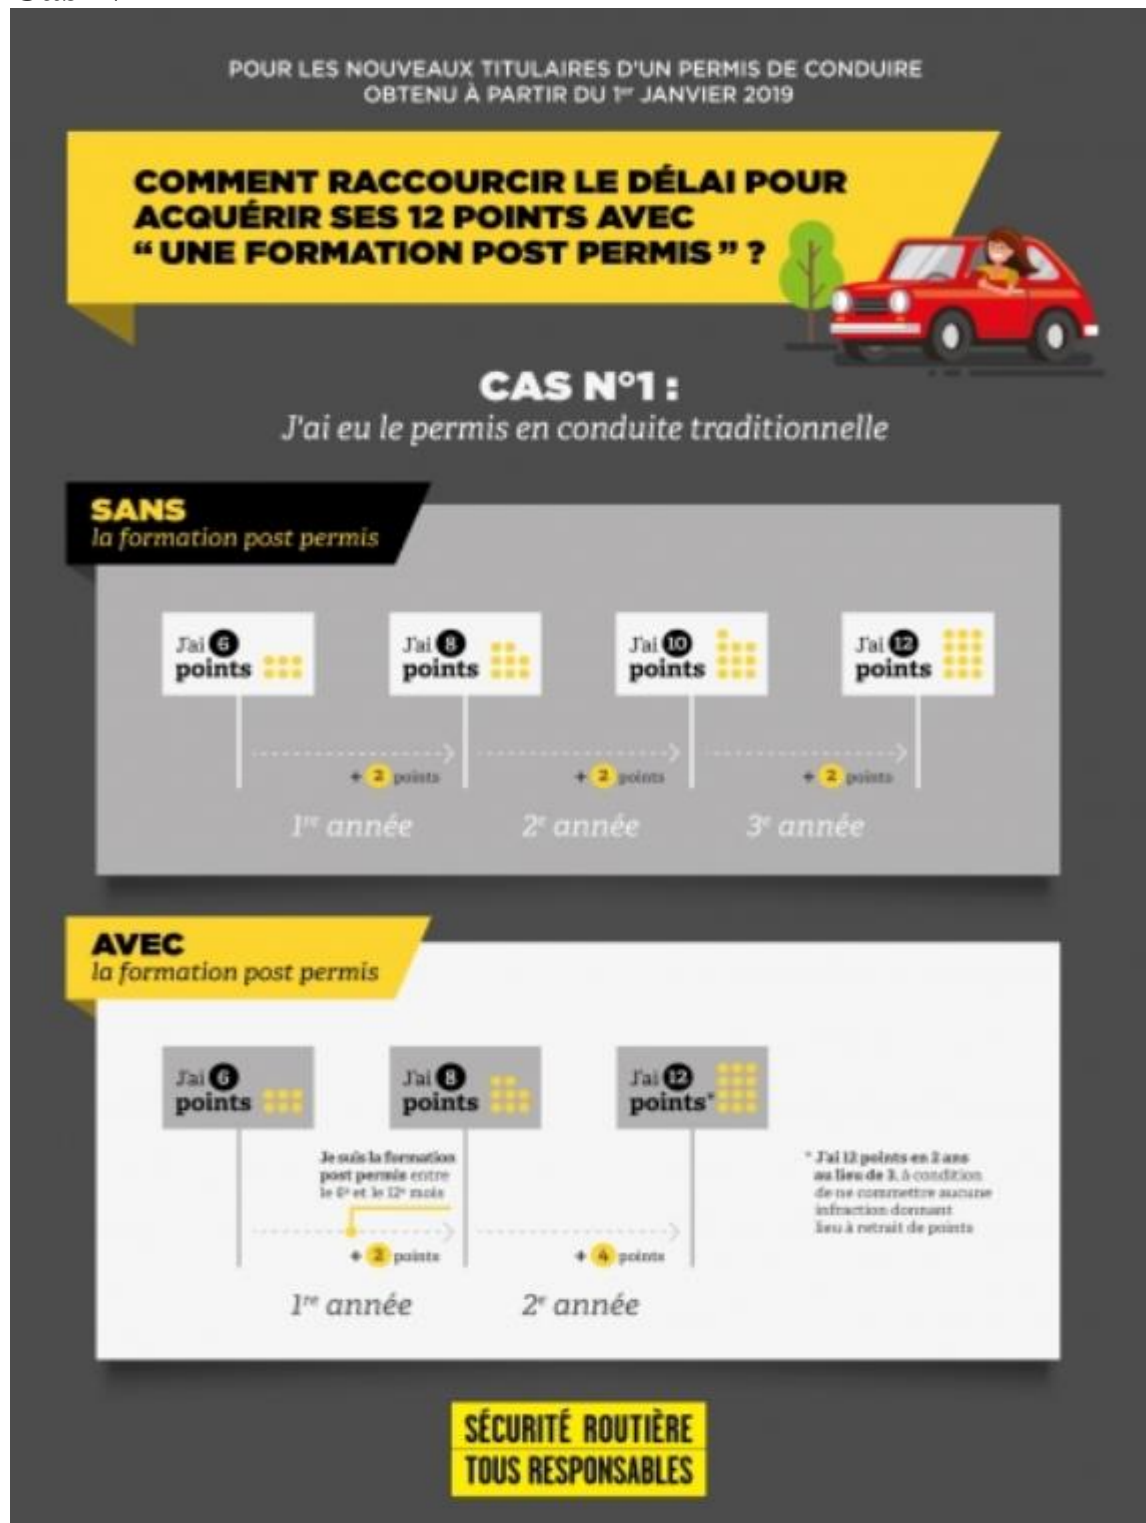 POUR LES NOUVEAUX TITULAIRES D'UN PERMIS DE CONDUIRE
OBTENU À PARTIR DU 1er JANVIER 2019
COMMENT RACCOURCIR LE DÉLAI POUR
ACQUÉRIR SES 12 POINTS AVEC
“ UNE FORMATION POST PERMIS ” ?
CAS N°1 :
J'ai eu le permis en conduite traditionnelle
SANS
la formation post permis
J'ai 6
points
J'ai 8
points
J'ai 10
points
J'ai 12
points
+ 2 points
+ 2 points
+ 2 points
1re année
2e année
3e année
AVEC
la formation post permis
J'ai 6
points
J'ai 8
points
J'ai 12
points*
Je suis la formation
post permis entre
le 6e et le 12e mois
* J'ai 12 points en 2 ans
au lieu de 3, à condition
de ne commettre aucune
infraction donnant
lieu à retrait de points
+ 2 points
+ 4 points
1re année
2e année
SÉCURITÉ ROUTIÈRE
TOUS RESPONSABLES